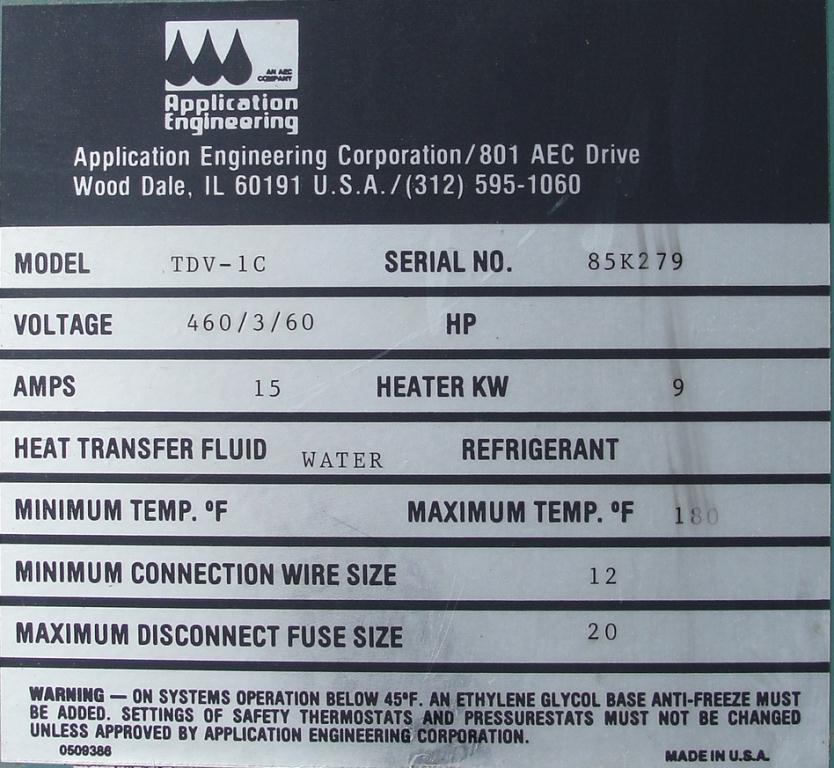 AN AEC
COMPANY
Application
Engineering
Application Engineering Corporation/801 AEC Drive
Wood Dale, IL 60191 U.S.A./(312) 595-1060
MODEL TDV-1C SERIAL NO. 85K279
VOLTAGE 460/3/60 HP
AMPS 15 HEATER KW 9
HEAT TRANSFER FLUID WATER REFRIGERANT
MINIMUM TEMP. ºF MAXIMUM TEMP. ºF 180
MINIMUM CONNECTION WIRE SIZE 12
MAXIMUM DISCONNECT FUSE SIZE 20
WARNING — ON SYSTEMS OPERATION BELOW 45ºF. AN ETHYLENE GLYCOL BASE ANTI-FREEZE MUST
BE ADDED. SETTINGS OF SAFETY THERMOSTATS AND PRESSURESTATS MUST NOT BE CHANGED
UNLESS APPROVED BY APPLICATION ENGINEERING CORPORATION.
0509386 MADE IN U.S.A.